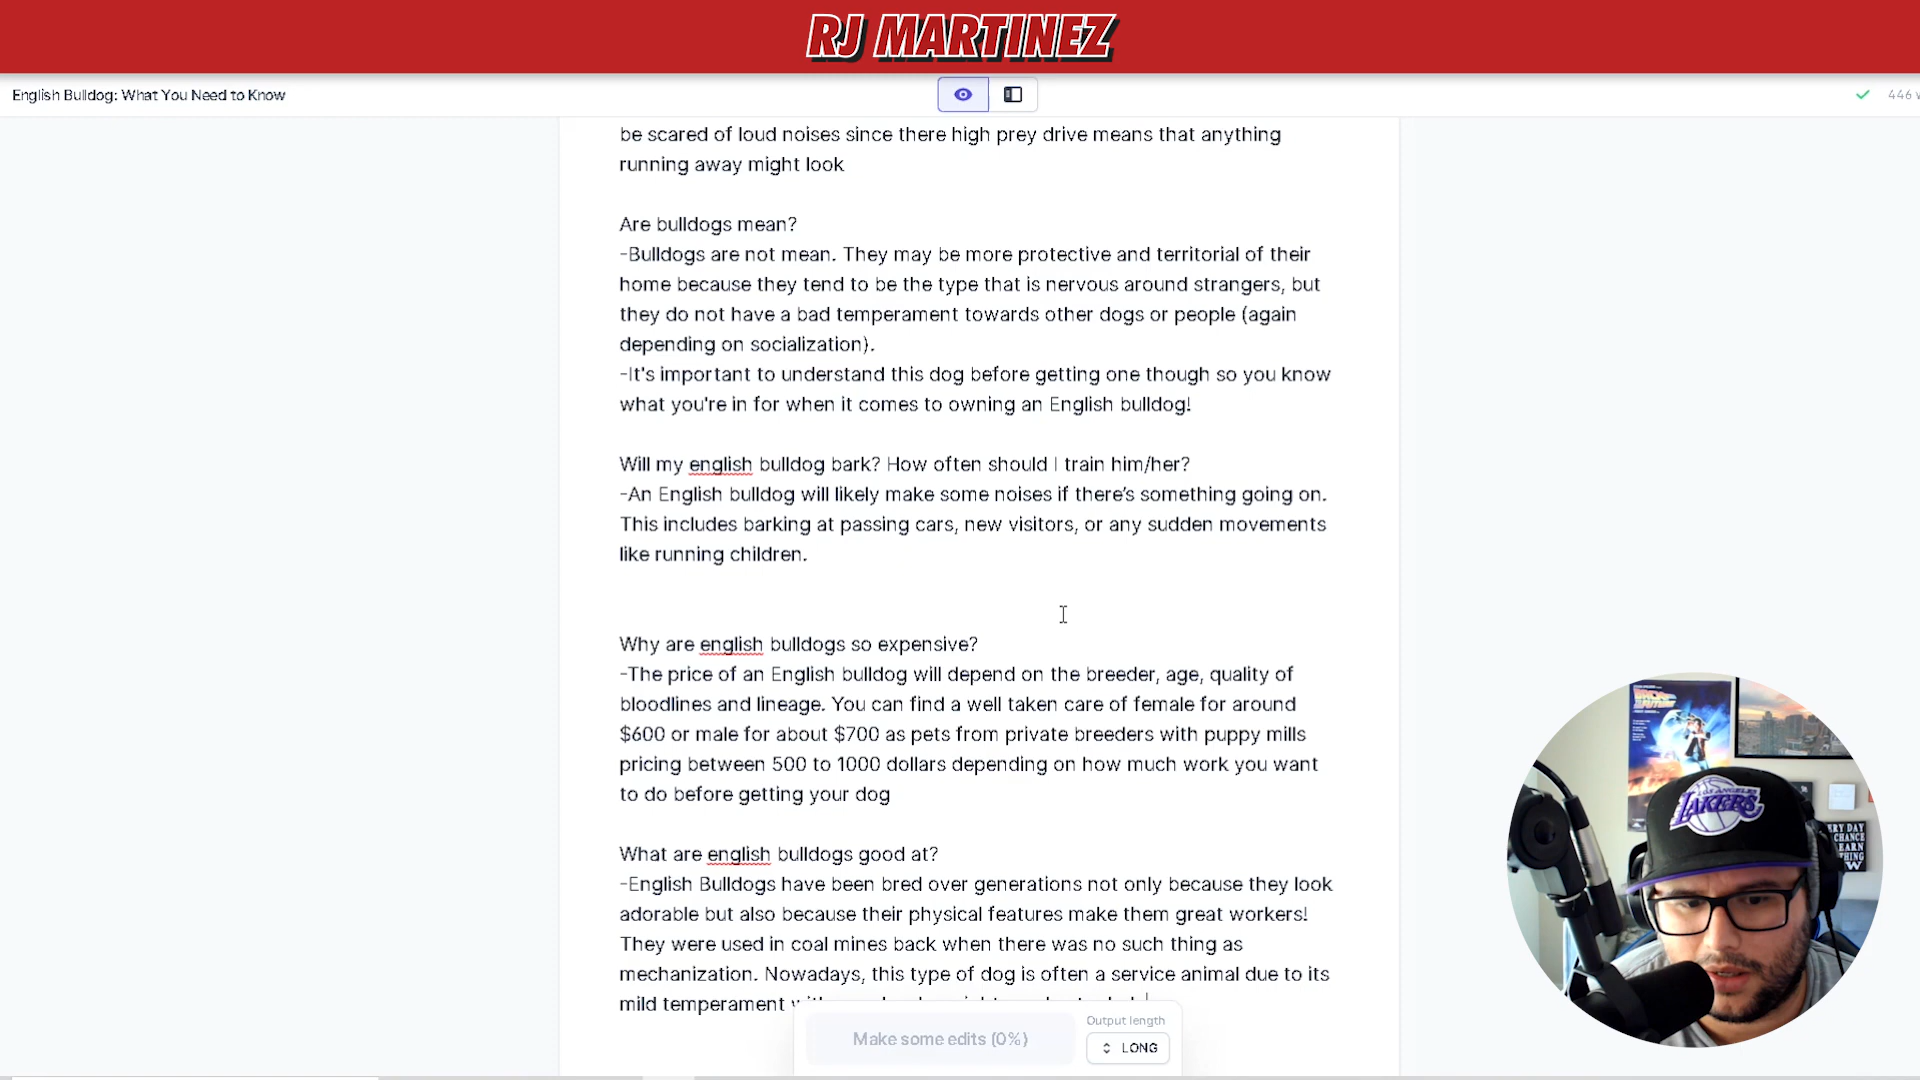 RJ MARTINEZ
English Bulldog: What You Need to Know
446
be scared of loud noises since there high prey drive means that anything
running away might look
Are bulldogs mean?
-Bulldogs are not mean. They may be more protective and territorial of their
home because they tend to be the type that is nervous around strangers, but
they do not have a bad temperament towards other dogs or people (again
depending on socialization).
-It's important to understand this dog before getting one though so you know
what you're in for when it comes to owning an English bulldog!
Will my english bulldog bark? How often should I train him/her?
-An English bulldog will likely make some noises if there's something going on.
This includes barking at passing cars, new visitors, or any sudden movements
like running children.
Why are english bulldogs so expensive?
-The price of an English bulldog will depend on the breeder, age, quality of
bloodlines and lineage. You can find a well taken care of female for around
$600 or male for about $700 as pets from private breeders with puppy mills
pricing between 500 to 1000 dollars depending on how much work you want
to do before getting your dog
What are english bulldogs good at?
-English Bulldogs have been bred over generations not only because they look
adorable but also because their physical features make them great workers!
They were used in coal mines back when there was no such thing as
mechanization. Nowadays, this type of dog is often a service animal due to its
mild temperament
Make some edits (0%)
Output length
LONG
LOS ANGELES
LAKERS